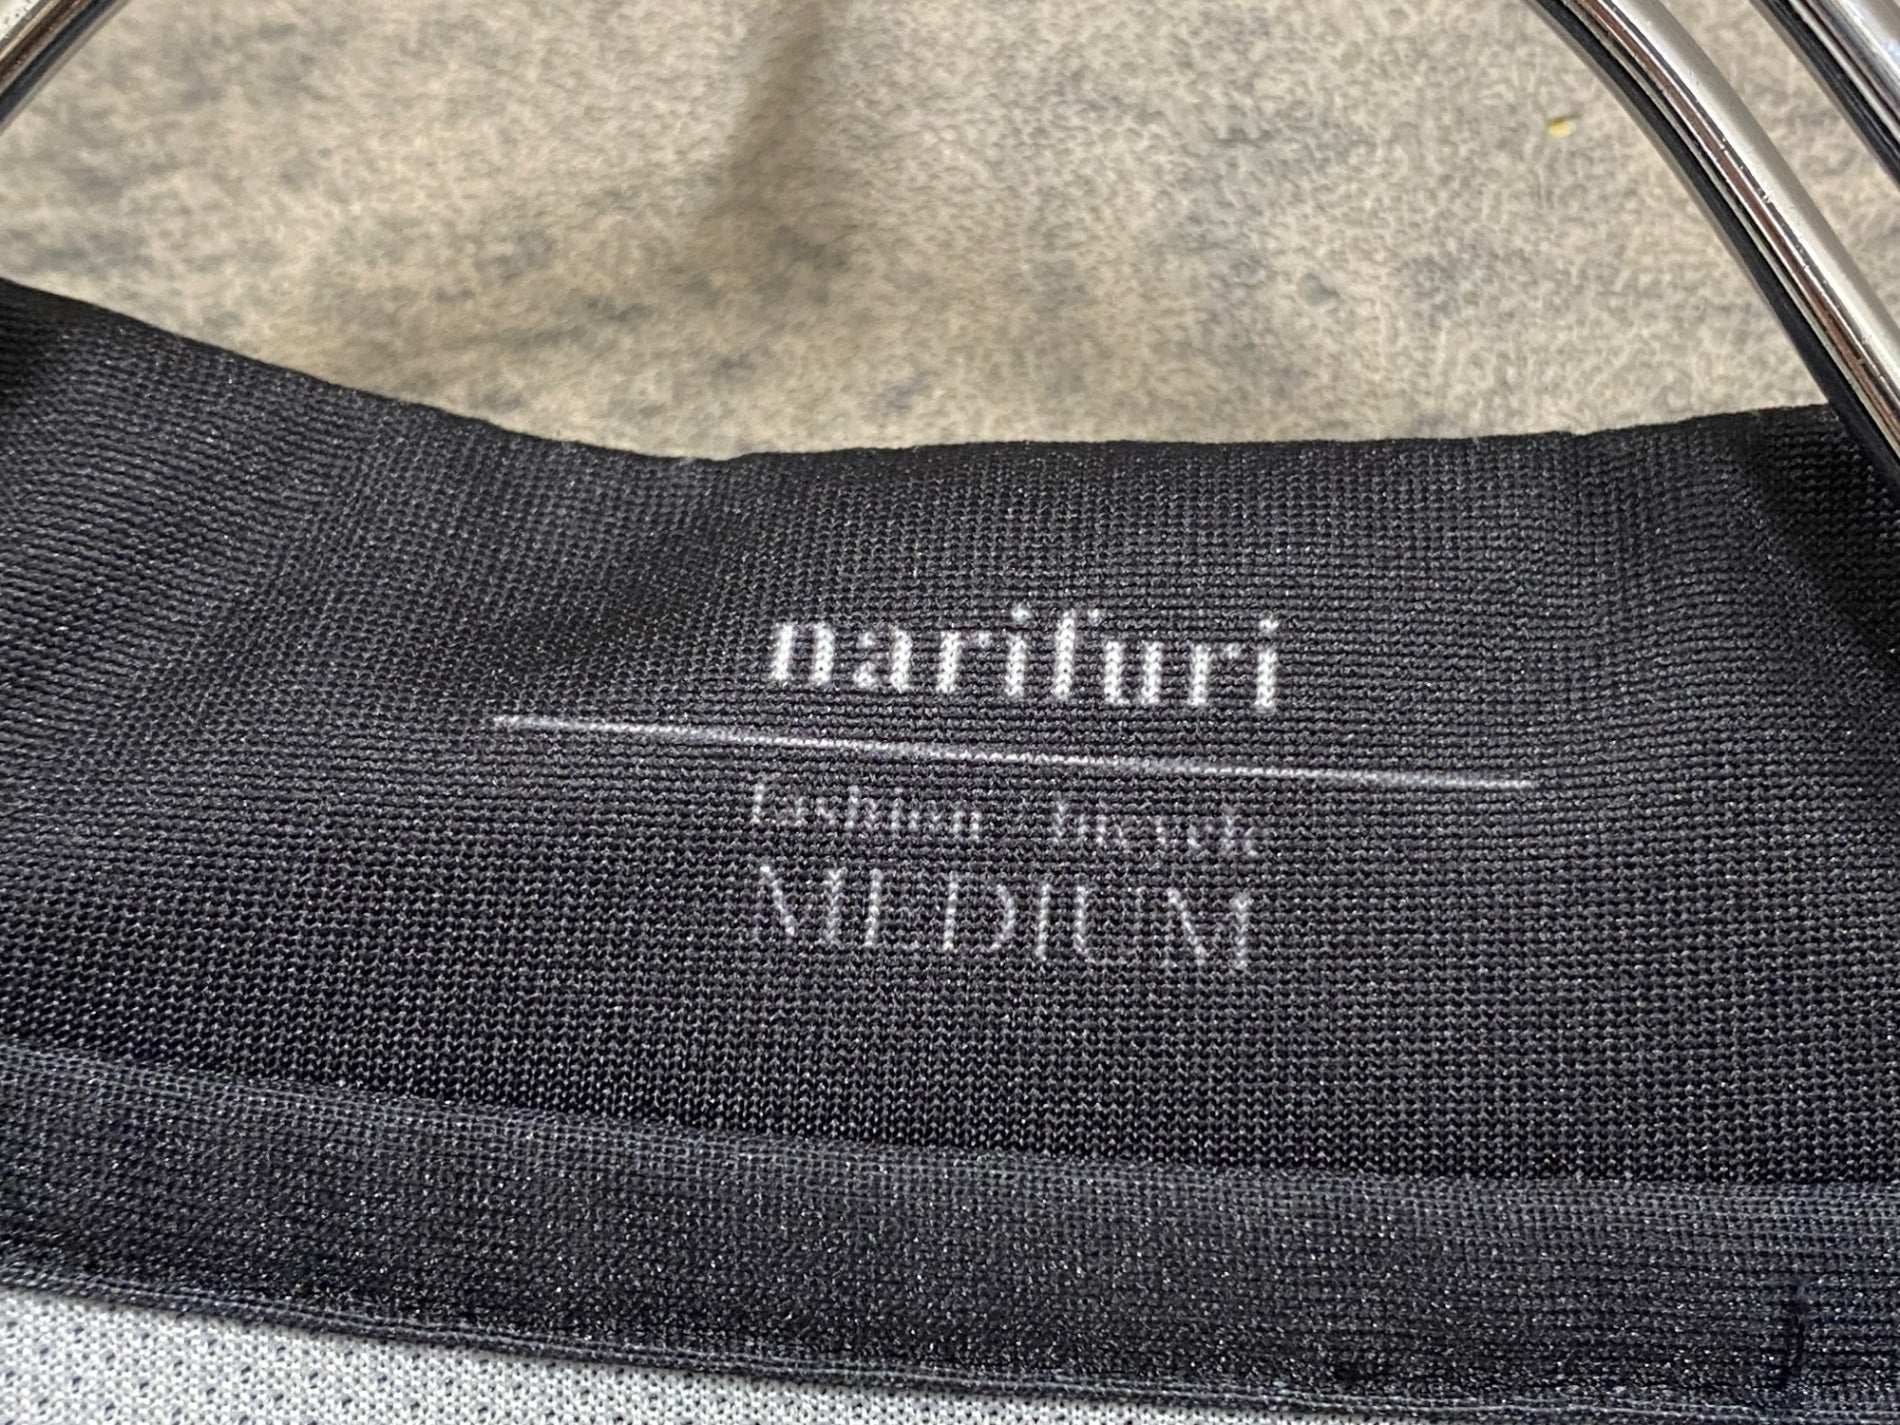 narifuri
fashion / bicycle
MEDIUM